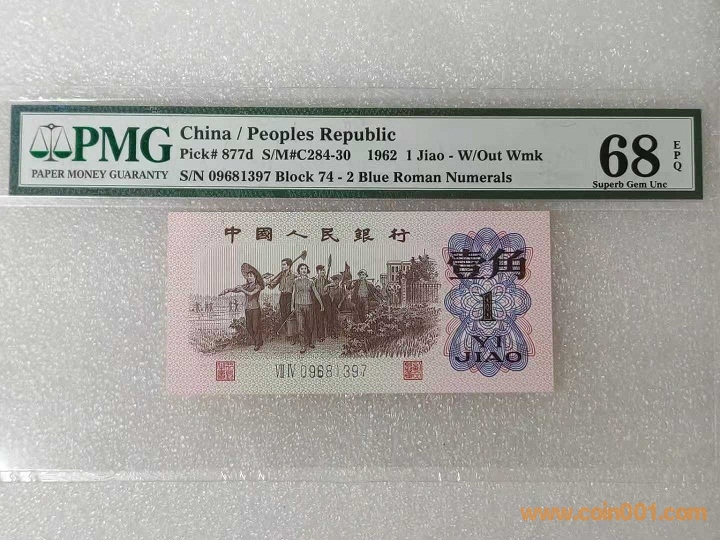 PMG
PAPER MONEY GUARANTY
China / Peoples Republic
Pick# 877d S/M#C284-30 1962 1 Jiao - W/Out Wmk
S/N 09681397 Block 74 - 2 Blue Roman Numerals
68
EPQ
Superb Gem Unc
中國人民銀行
壹角
1
YI
JIAO
VII IV 09681397
www.coin001.com